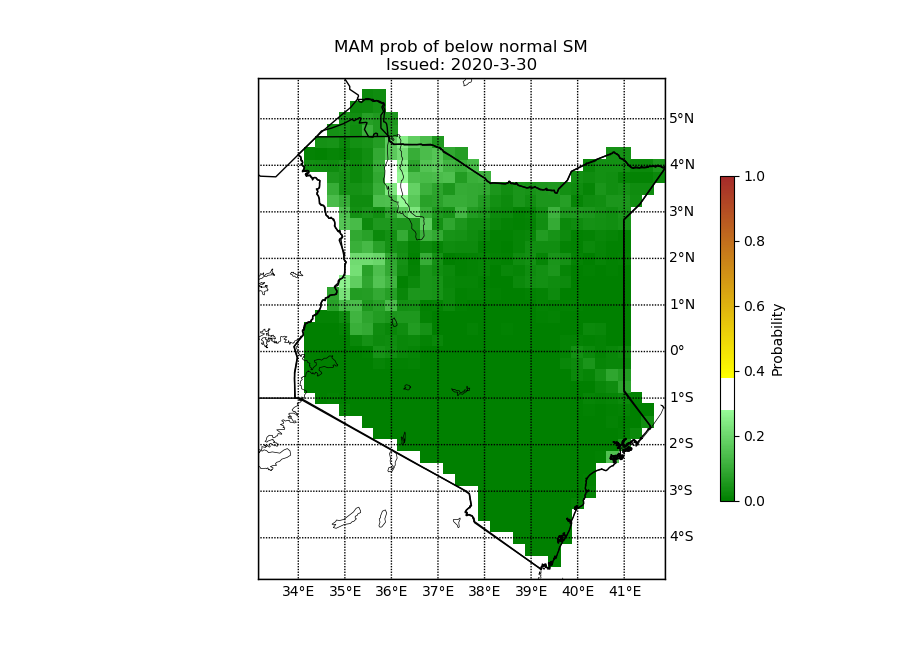 MAM prob of below normal SM
Issued: 2020-3-30
5°N
4°N
3°N
2°N
1°N
0°
1°S
2°S
3°S
4°S
34°E 35°E 36°E 37°E 38°E 39°E 40°E 41°E
1.0
0.8
0.6
0.4
0.2
0.0
Probability